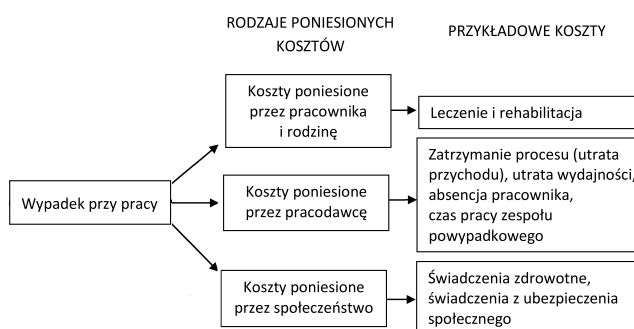 RODZAJE PONIESIONYCH
KOSZTÓW
PRZYKŁADOWE KOSZTY
Wypadek przy pracy
Koszty poniesione
przez pracownika
i rodzinę
Leczenie i rehabilitacja
Koszty poniesione
przez pracodawcę
Zatrzymanie procesu (utrata
przychodu), utrata wydajności,
absencja pracownika,
czas pracy zespołu
powypadkowego
Koszty poniesione
przez społeczeństwo
Świadczenia zdrowotne,
świadczenia z ubezpieczenia
społecznego